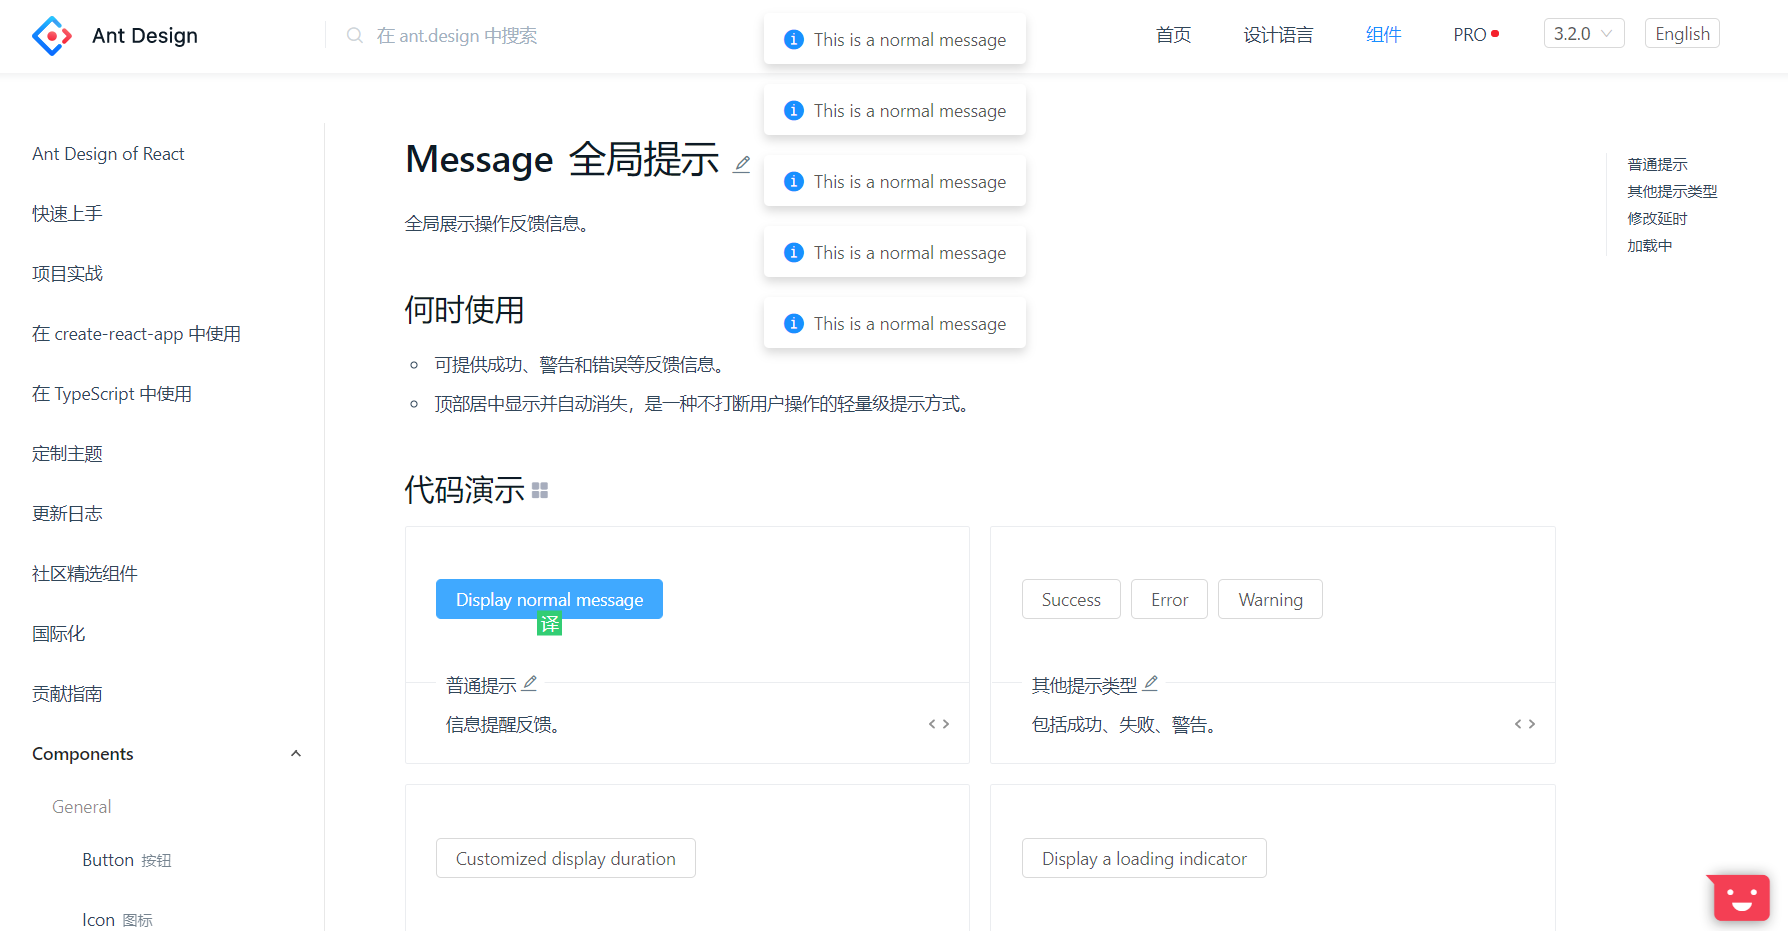 Ant Design
在 ant.design 中搜索
首页
设计语言
组件
PRO
3.2.0
English
This is a normal message
This is a normal message
This is a normal message
This is a normal message
This is a normal message
Ant Design of React
快速上手
项目实战
在 create-react-app 中使用
在 TypeScript 中使用
定制主题
更新日志
社区精选组件
国际化
贡献指南
Components
General
Button 按钮
Icon 图标
Message 全局提示
全局展示操作反馈信息。
何时使用
可提供成功、警告和错误等反馈信息。
顶部居中显示并自动消失，是一种不打断用户操作的轻量级提示方式。
代码演示
Display normal message
译
普通提示
信息提醒反馈。
Success
Error
Warning
其他提示类型
包括成功、失败、警告。
Customized display duration
Display a loading indicator
普通提示
其他提示类型
修改延时
加载中